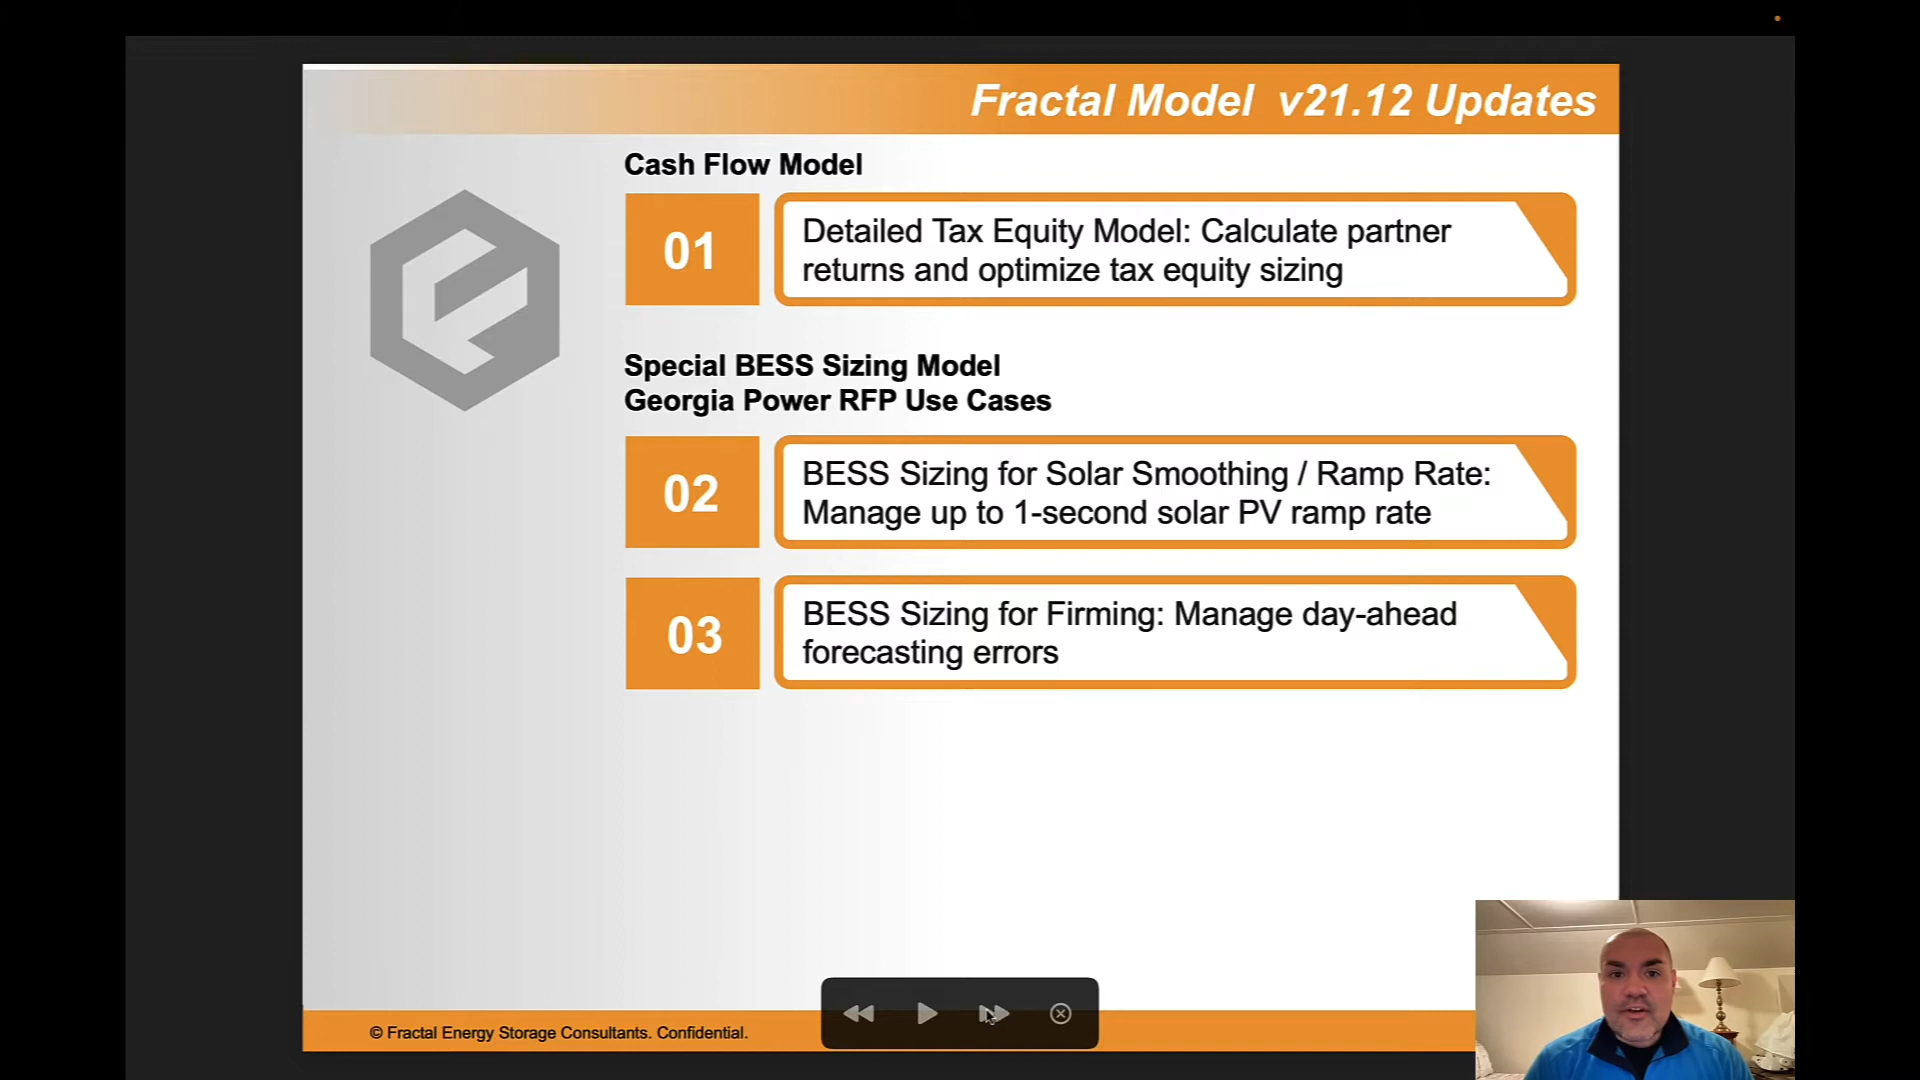 Fractal Model v21.12 Updates
Cash Flow Model
01
Detailed Tax Equity Model: Calculate partner
returns and optimize tax equity sizing
Special BESS Sizing Model
Georgia Power RFP Use Cases
02
BESS Sizing for Solar Smoothing / Ramp Rate:
Manage up to 1-second solar PV ramp rate
03
BESS Sizing for Firming: Manage day-ahead
forecasting errors
© Fractal Energy Storage Consultants. Confidential.